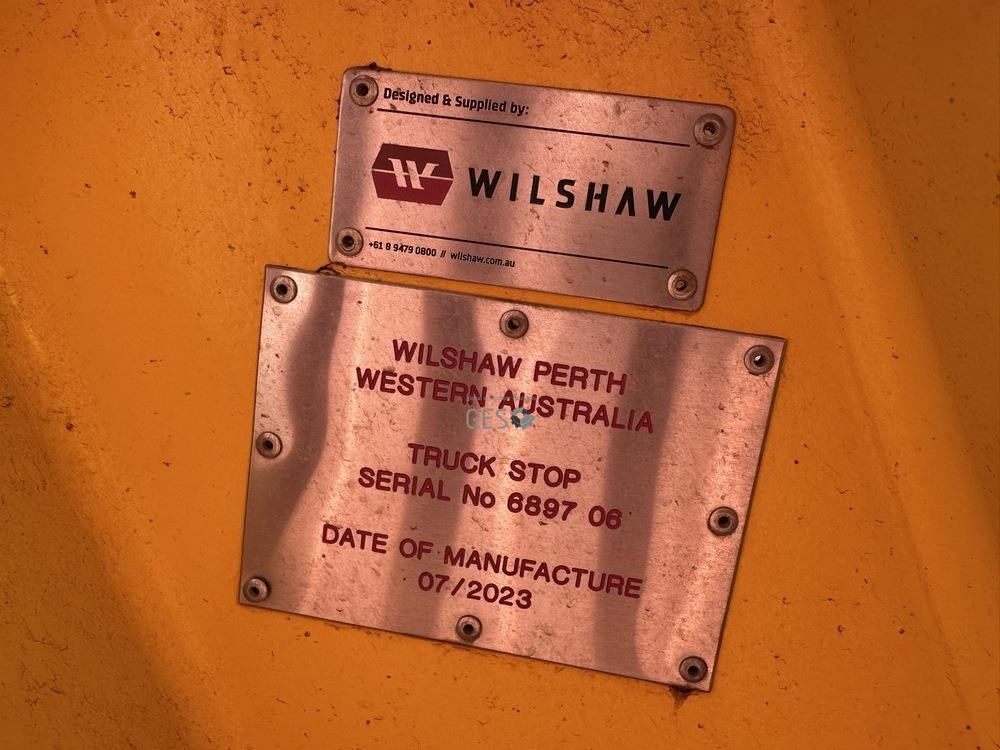 Designed & Supplied by:
WILSHAW
+61 8 9479 0800 // wilshaw.com.au
WILSHAW PERTH
WESTERN AUSTRALIA
GES
TRUCK STOP
SERIAL No 6897 06
DATE OF MANUFACTURE
07/2023